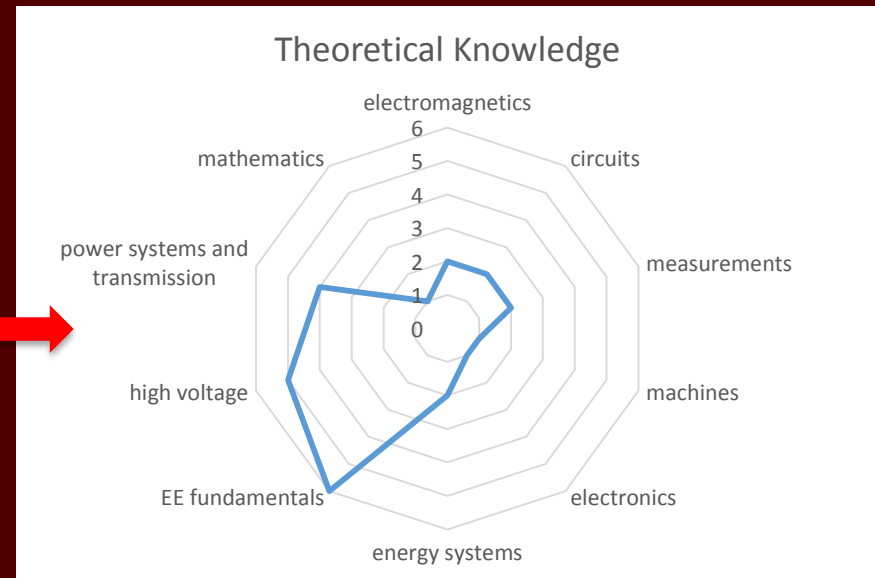 Theoretical Knowledge
electromagnetics
6
5
4
3
2
1
0
circuits
measurements
machines
electronics
energy systems
EE fundamentals
high voltage
power systems and
transmission
mathematics